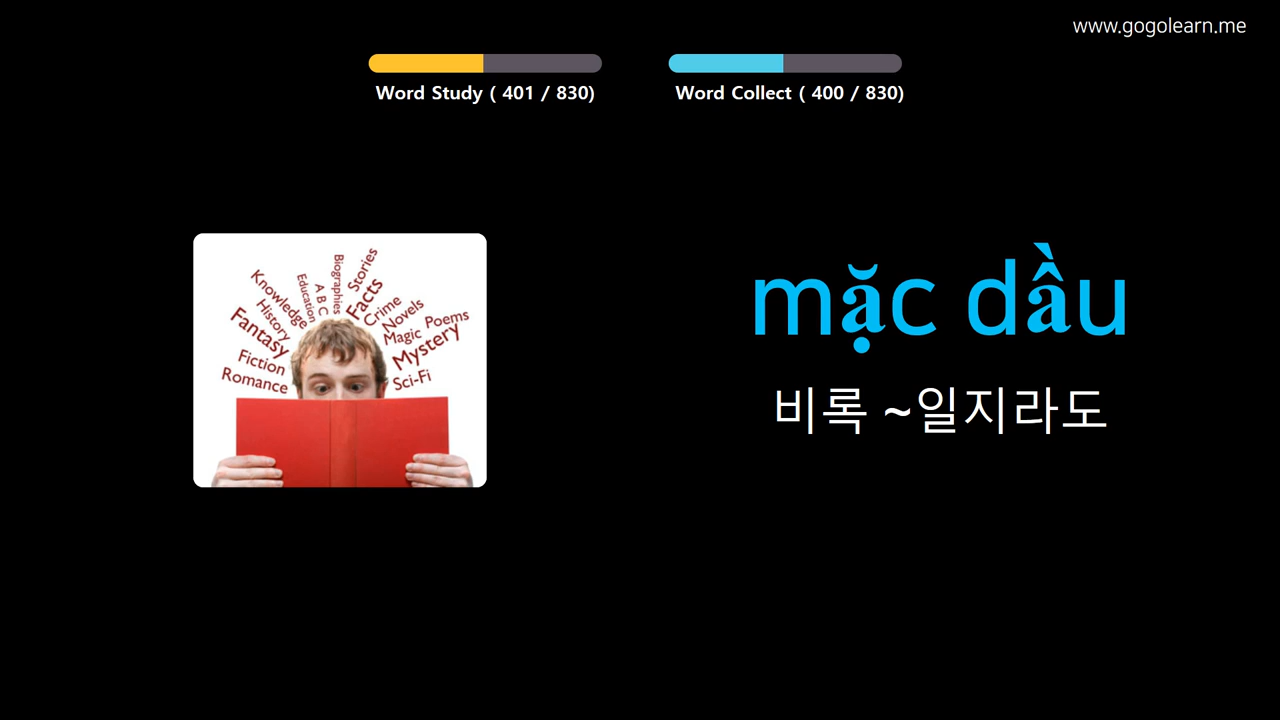 www.gogolearn.me
Word Study ( 401 / 830)
Word Collect ( 400 / 830)
Knowledge
History
Fantasy
Fiction
Romance
Education
A B C
Biographies
Stories
Facts
Crime
Novels
Magic
Poems
Mystery
Sci-Fi
mặc dầu
비록 ~일지라도